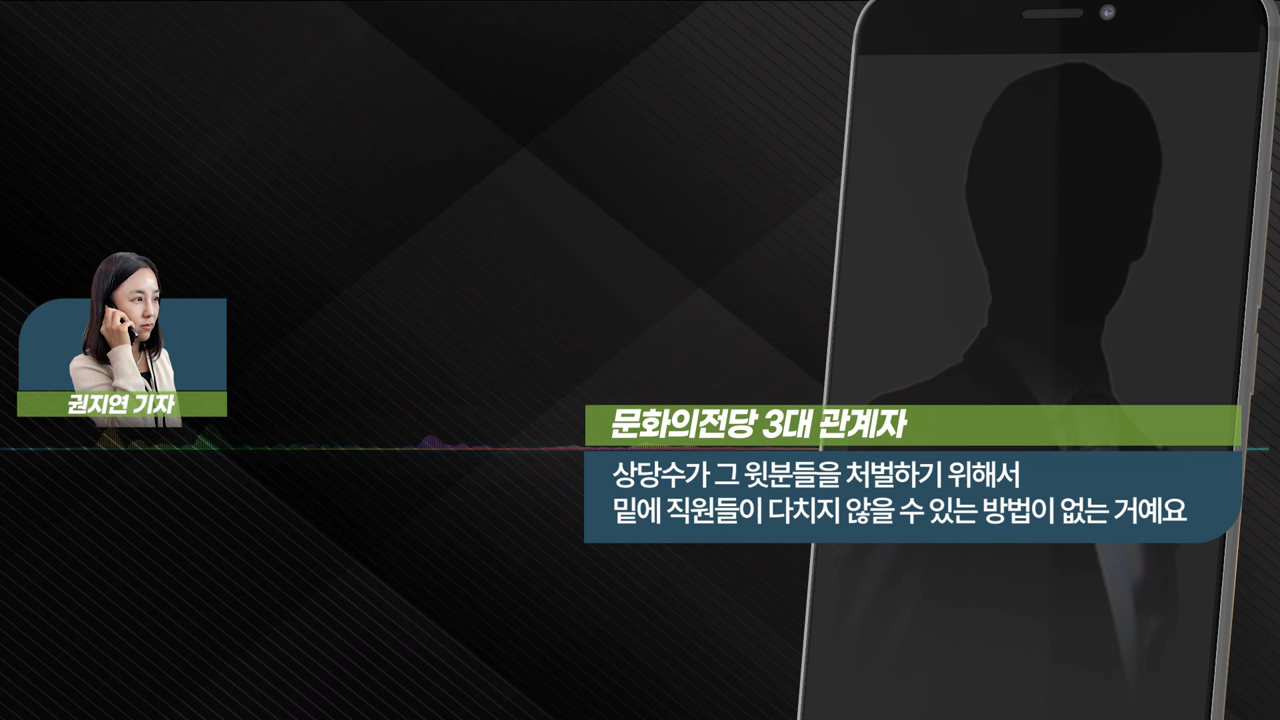 권지연 기자
문화의전당 3대 관계자
상당수가 그 윗분들을 처벌하기 위해서
밑에 직원들이 다치지 않을 수 있는 방법이 없는 거예요